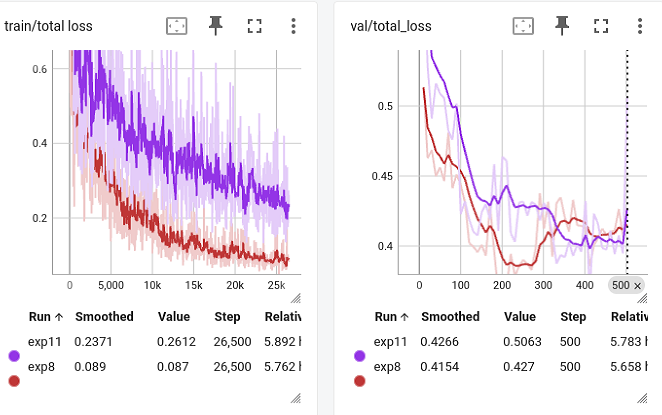 train/total loss
0.6
0.4
0.2
0 5,000 10k 15k 20k 25k
Run ↑ Smoothed Value Step Relativ
exp11 0.2371 0.2612 26,500 5.892 h
exp8 0.089 0.087 26,500 5.762 h
val/total_loss
0.5
0.45
0.4
0 100 200 300 400 500 ×
Run ↑ Smoothed Value Step Relativ
exp11 0.4266 0.5063 500 5.783 h
exp8 0.4154 0.427 500 5.658 h